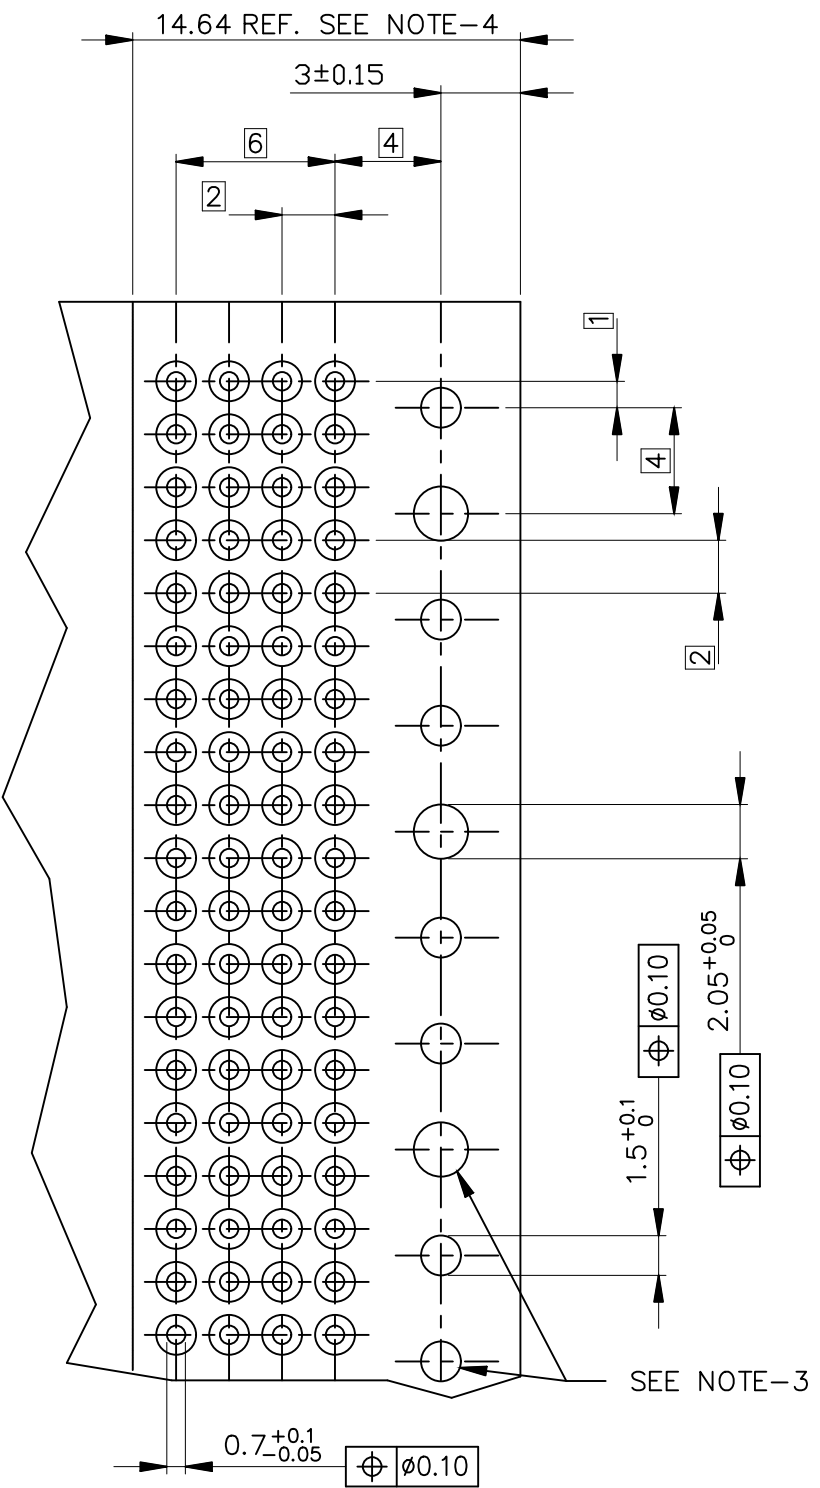 14.64 REF. SEE NOTE-4
3±0.15
6
4
2
1
4
2
2.05 +0.05 0
⌖ ø0.10
1.5 +0.1 0
⌖ ø0.10
SEE NOTE-3
0.7 +0.1 -0.05
⌖ ø0.10